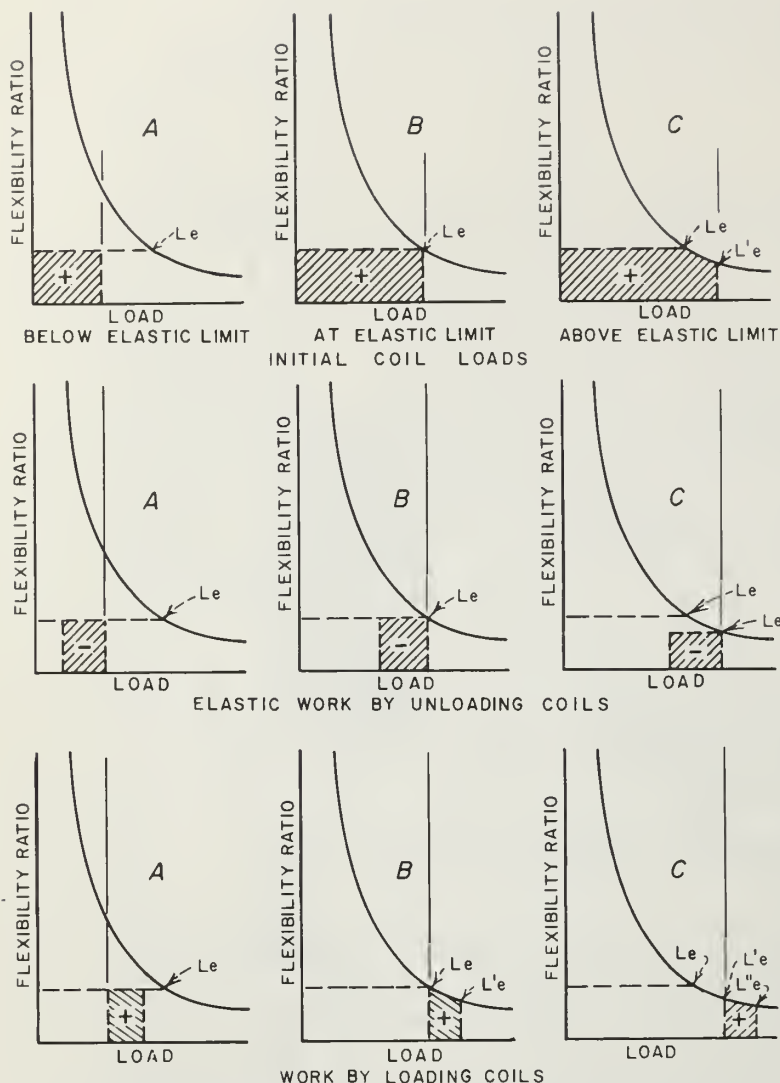 FLEXIBILITY RATIO
A
Le
+
LOAD
BELOW ELASTIC LIMIT
FLEXIBILITY RATIO
B
Le
+
LOAD
AT ELASTIC LIMIT
FLEXIBILITY RATIO
C
Le
L'e
+
LOAD
ABOVE ELASTIC LIMIT
INITIAL COIL LOADS
FLEXIBILITY RATIO
A
Le
-
LOAD
FLEXIBILITY RATIO
B
Le
-
LOAD
FLEXIBILITY RATIO
C
Le
Le
-
LOAD
ELASTIC WORK BY UNLOADING COILS
FLEXIBILITY RATIO
A
Le
+
LOAD
FLEXIBILITY RATIO
B
Le
L'e
+
LOAD
FLEXIBILITY RATIO
C
Le
L'e
L"e
+
LOAD
WORK BY LOADING COILS